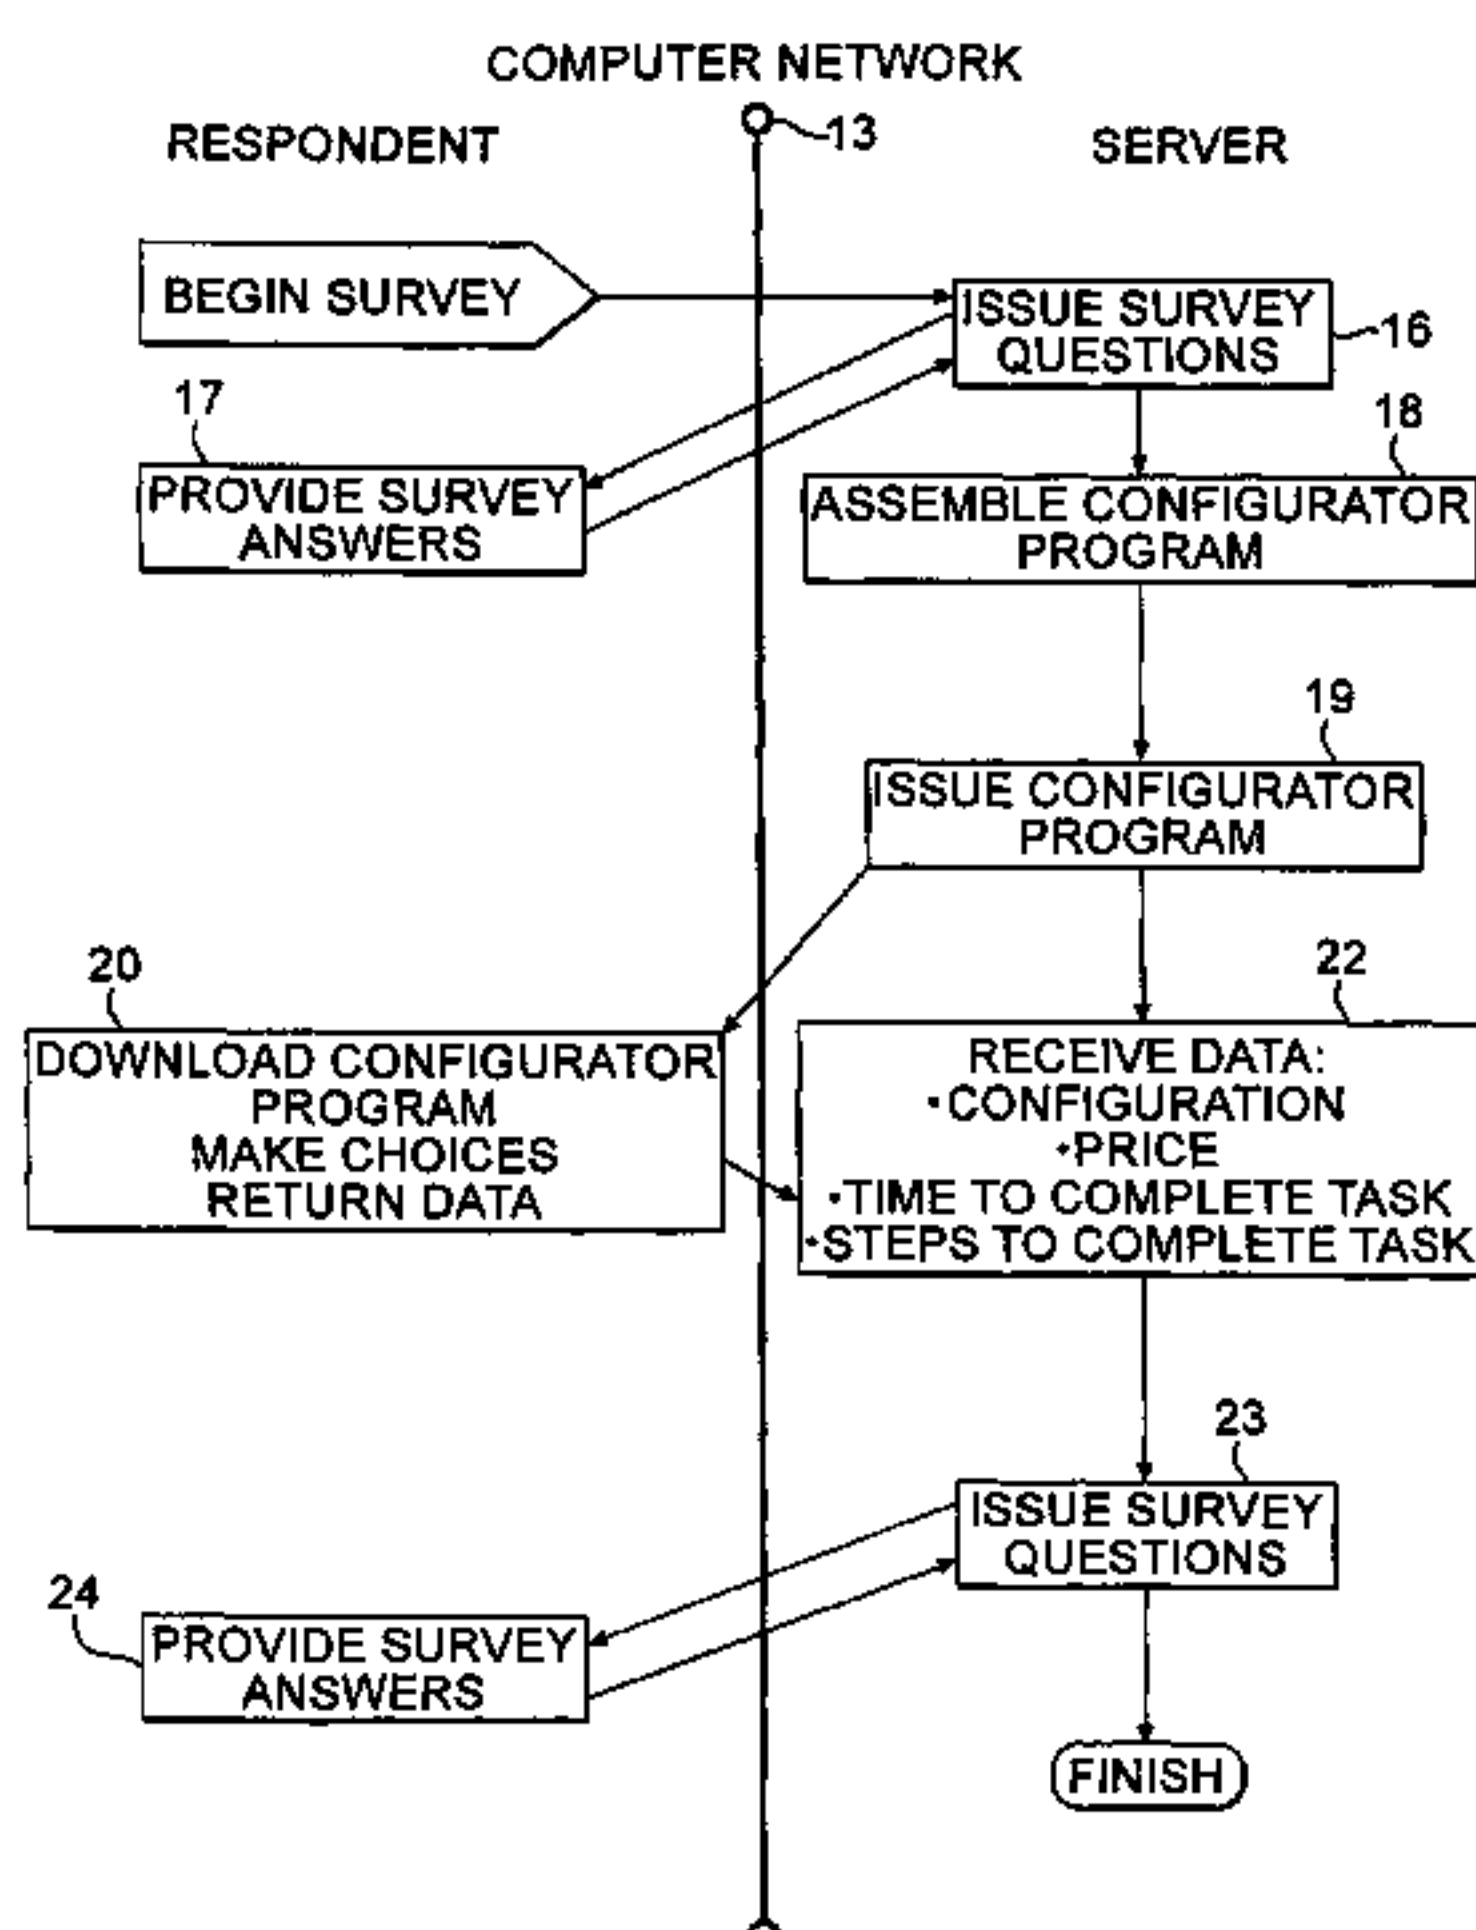 COMPUTER NETWORK
13
RESPONDENT
SERVER
BEGIN SURVEY
ISSUE SURVEY
QUESTIONS
16
17
PROVIDE SURVEY
ANSWERS
18
ASSEMBLE CONFIGURATOR
PROGRAM
19
ISSUE CONFIGURATOR
PROGRAM
20
DOWNLOAD CONFIGURATOR
PROGRAM
MAKE CHOICES
RETURN DATA
22
RECEIVE DATA:
•CONFIGURATION
•PRICE
•TIME TO COMPLETE TASK
•STEPS TO COMPLETE TASK
23
ISSUE SURVEY
QUESTIONS
24
PROVIDE SURVEY
ANSWERS
FINISH